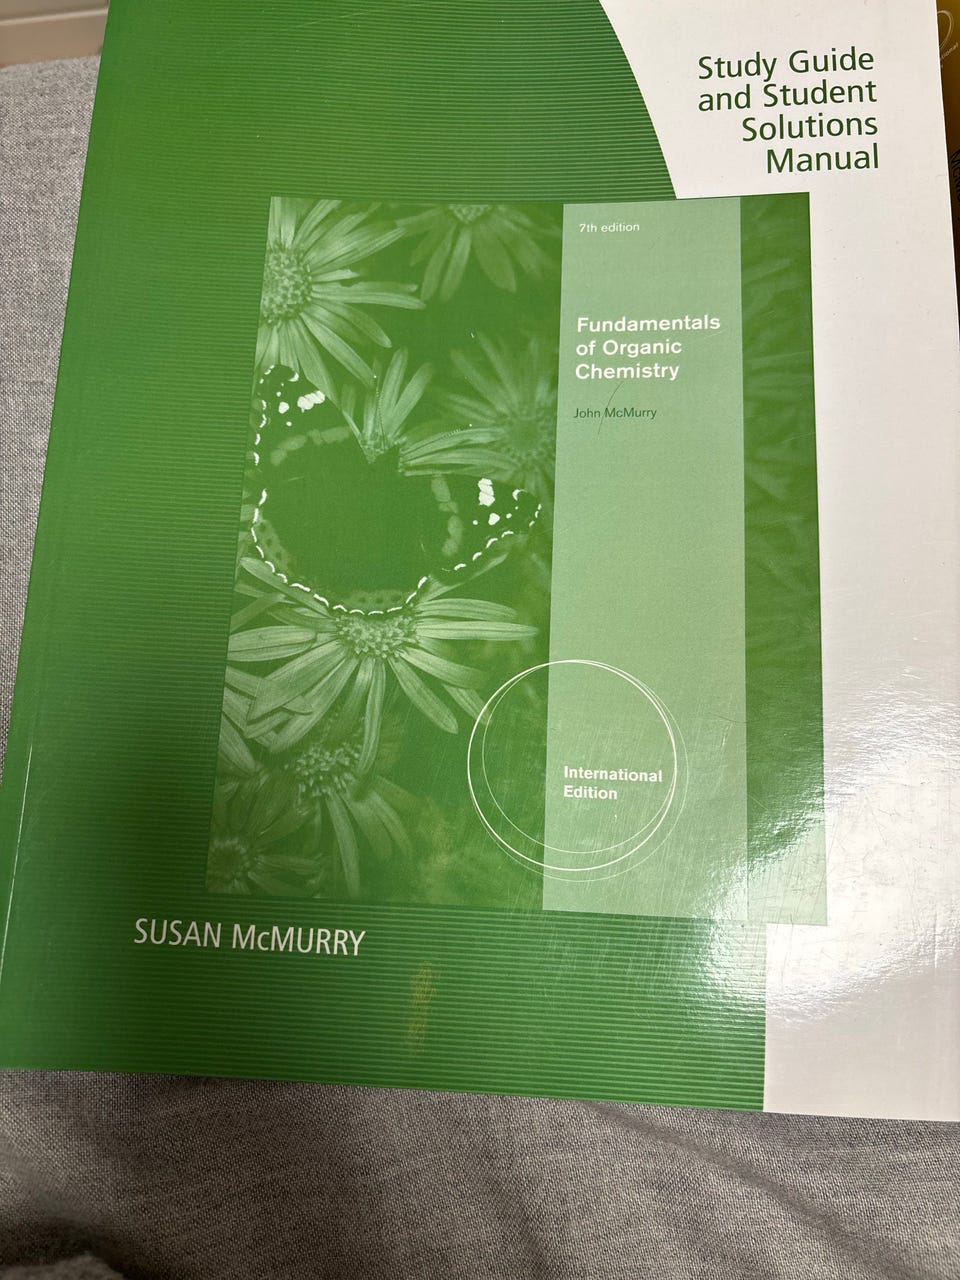 Study Guide
and Student
Solutions
Manual
7th edition
Fundamentals
of Organic
Chemistry
John McMurry
International
Edition
SUSAN McMURRY